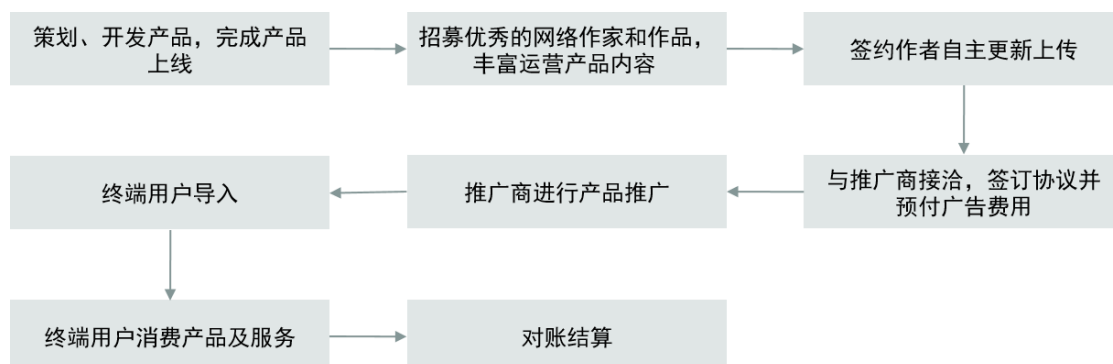 策划、开发产品，完成产品
上线
招募优秀的网络作家和作品，
丰富运营产品内容
签约作者自主更新上传
与推广商接洽，签订协议并
预付广告费用
推广商进行产品推广
终端用户导入
终端用户消费产品及服务
对账结算